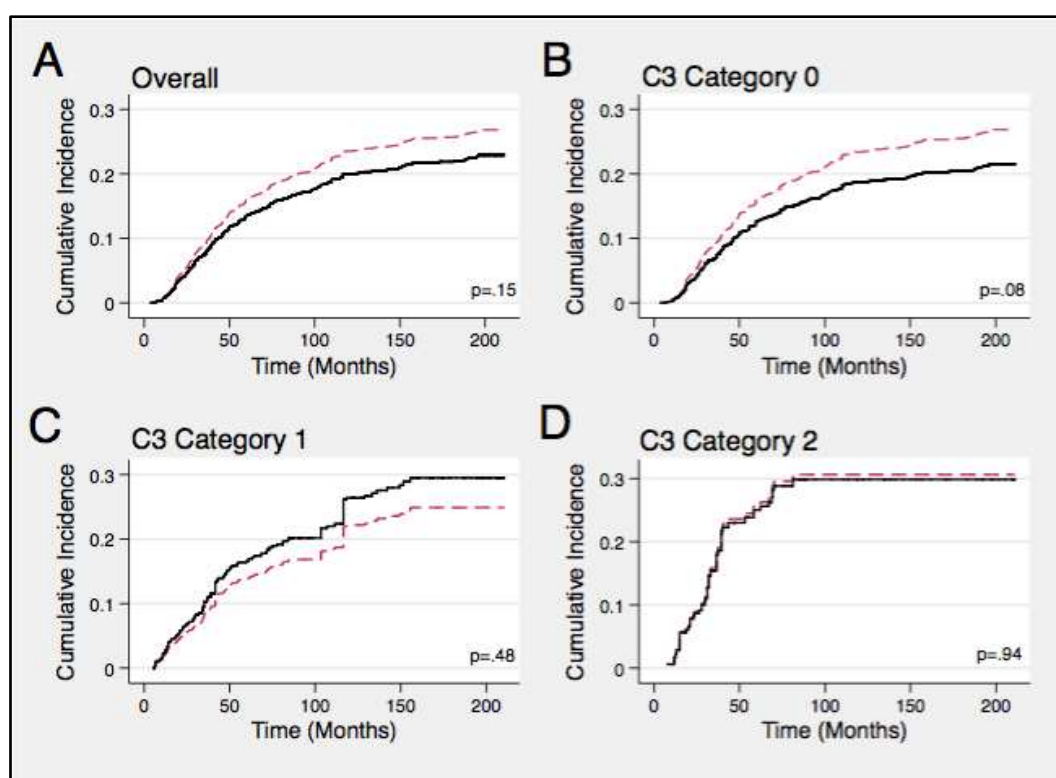 A
Overall
Cumulative Incidence
0.3
0.2
0.1
0
p=.15
0 50 100 150 200
Time (Months)
B
C3 Category 0
Cumulative Incidence
0.3
0.2
0.1
0
p=.08
0 50 100 150 200
Time (Months)
C
C3 Category 1
Cumulative Incidence
0.3
0.2
0.1
0
p=.48
0 50 100 150 200
Time (Months)
D
C3 Category 2
Cumulative Incidence
0.3
0.2
0.1
0
p=.94
0 50 100 150 200
Time (Months)